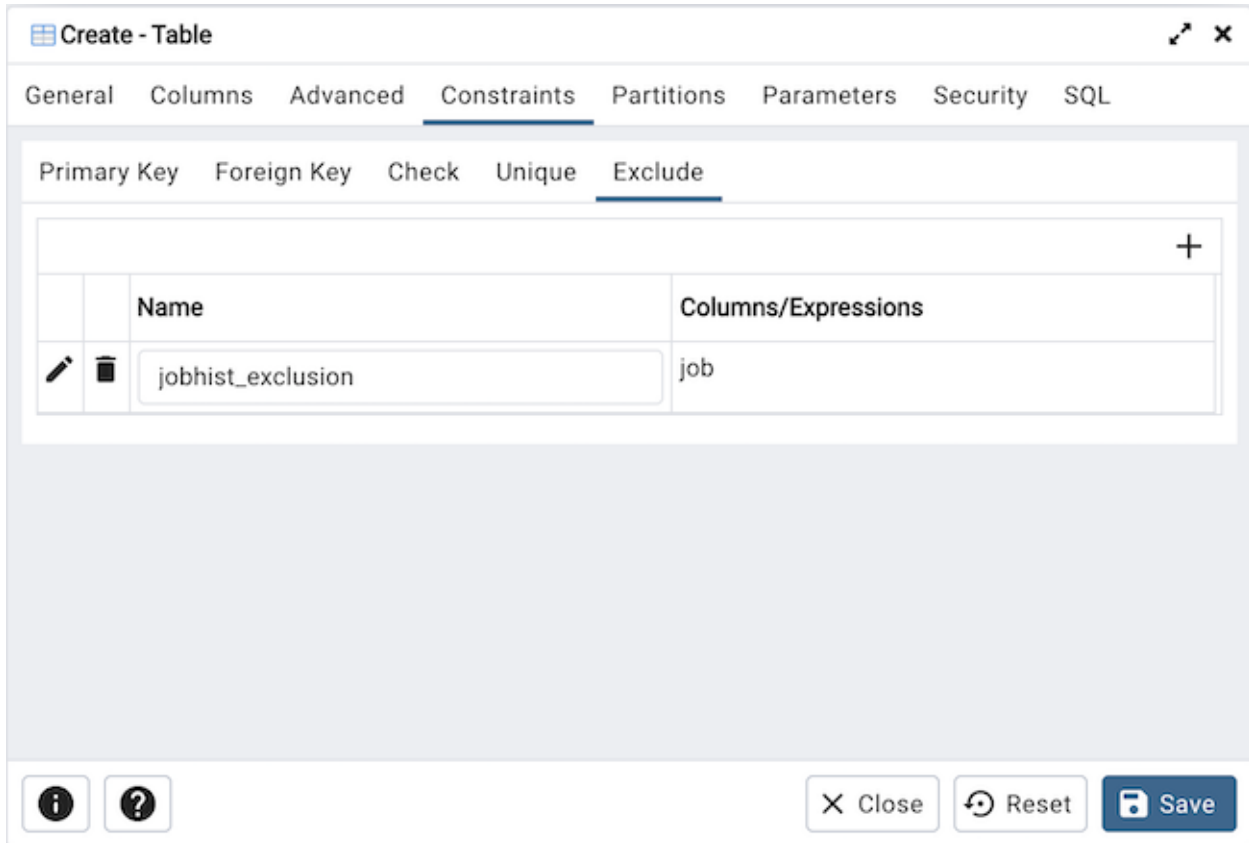 Create - Table
General Columns Advanced Constraints Partitions Parameters Security SQL
Primary Key Foreign Key Check Unique Exclude
Name Columns/Expressions
jobhist_exclusion job
Close Reset Save